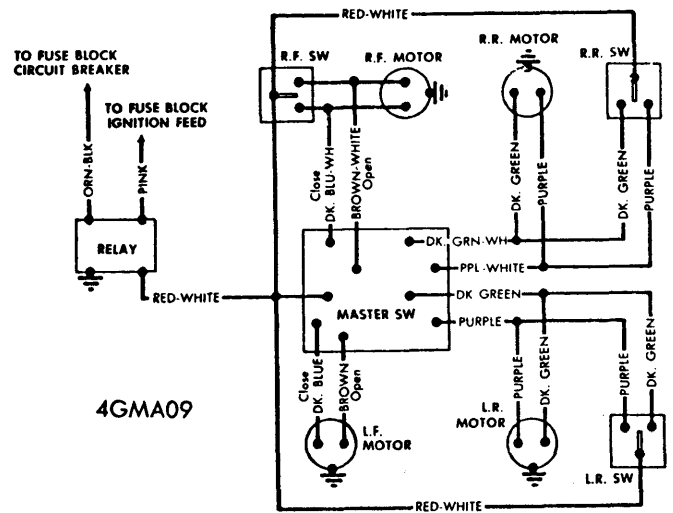 RED-WHITE
TO FUSE BLOCK
CIRCUIT BREAKER
R.F. SW
R.F. MOTOR
R.R. MOTOR
R.R. SW
TO FUSE BLOCK
IGNITION FEED
ORN-BLK
PINK
Close
DK. BLU-WH
BROWN-WHITE
Open
DK. GREEN
PURPLE
DK. GREEN
PURPLE
RELAY
DK. GRN-WH
PPL-WHITE
RED-WHITE
MASTER SW
DK GREEN
PURPLE
Close
DK. BLUE
BROWN
Open
PURPLE
DK. GREEN
PURPLE
DK. GREEN
4GMA09
L.F.
MOTOR
L.R.
MOTOR
L.R. SW
RED-WHITE